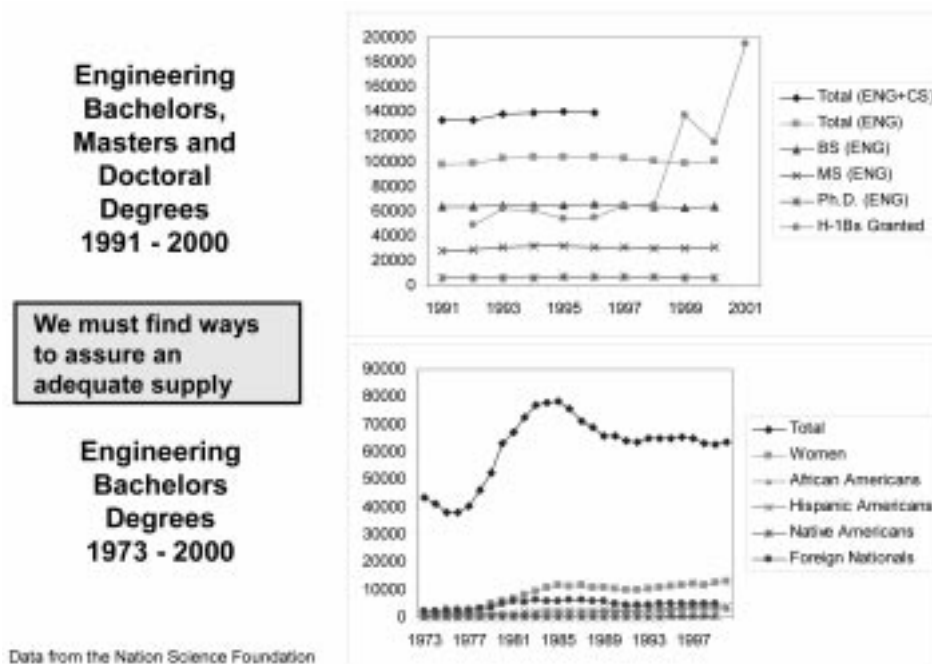 Engineering
Bachelors,
Masters and
Doctoral
Degrees
1991 - 2000
200000
180000
160000
140000
120000
100000
80000
60000
40000
20000
0
1991 1993 1995 1997 1999 2001
Total (ENG+CS)
Total (ENG)
BS (ENG)
MS (ENG)
Ph.D. (ENG)
H-1Bs Granted
We must find ways
to assure an
adequate supply
Engineering
Bachelors
Degrees
1973 - 2000
90000
80000
70000
60000
50000
40000
30000
20000
10000
0
1973 1977 1981 1985 1989 1993 1997
Total
Women
African Americans
Hispanic Americans
Native Americans
Foreign Nationals
Data from the Nation Science Foundation